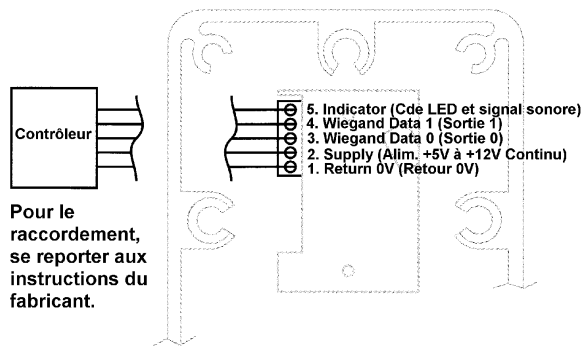 Contrôleur
5. Indicator (Cde LED et signal sonore)
4. Wiegand Data 1 (Sortie 1)
3. Wiegand Data 0 (Sortie 0)
2. Supply (Alim. +5V à +12V Continu)
1. Return 0V (Retour 0V)
Pour le
raccordement,
se reporter aux
instructions du
fabricant.